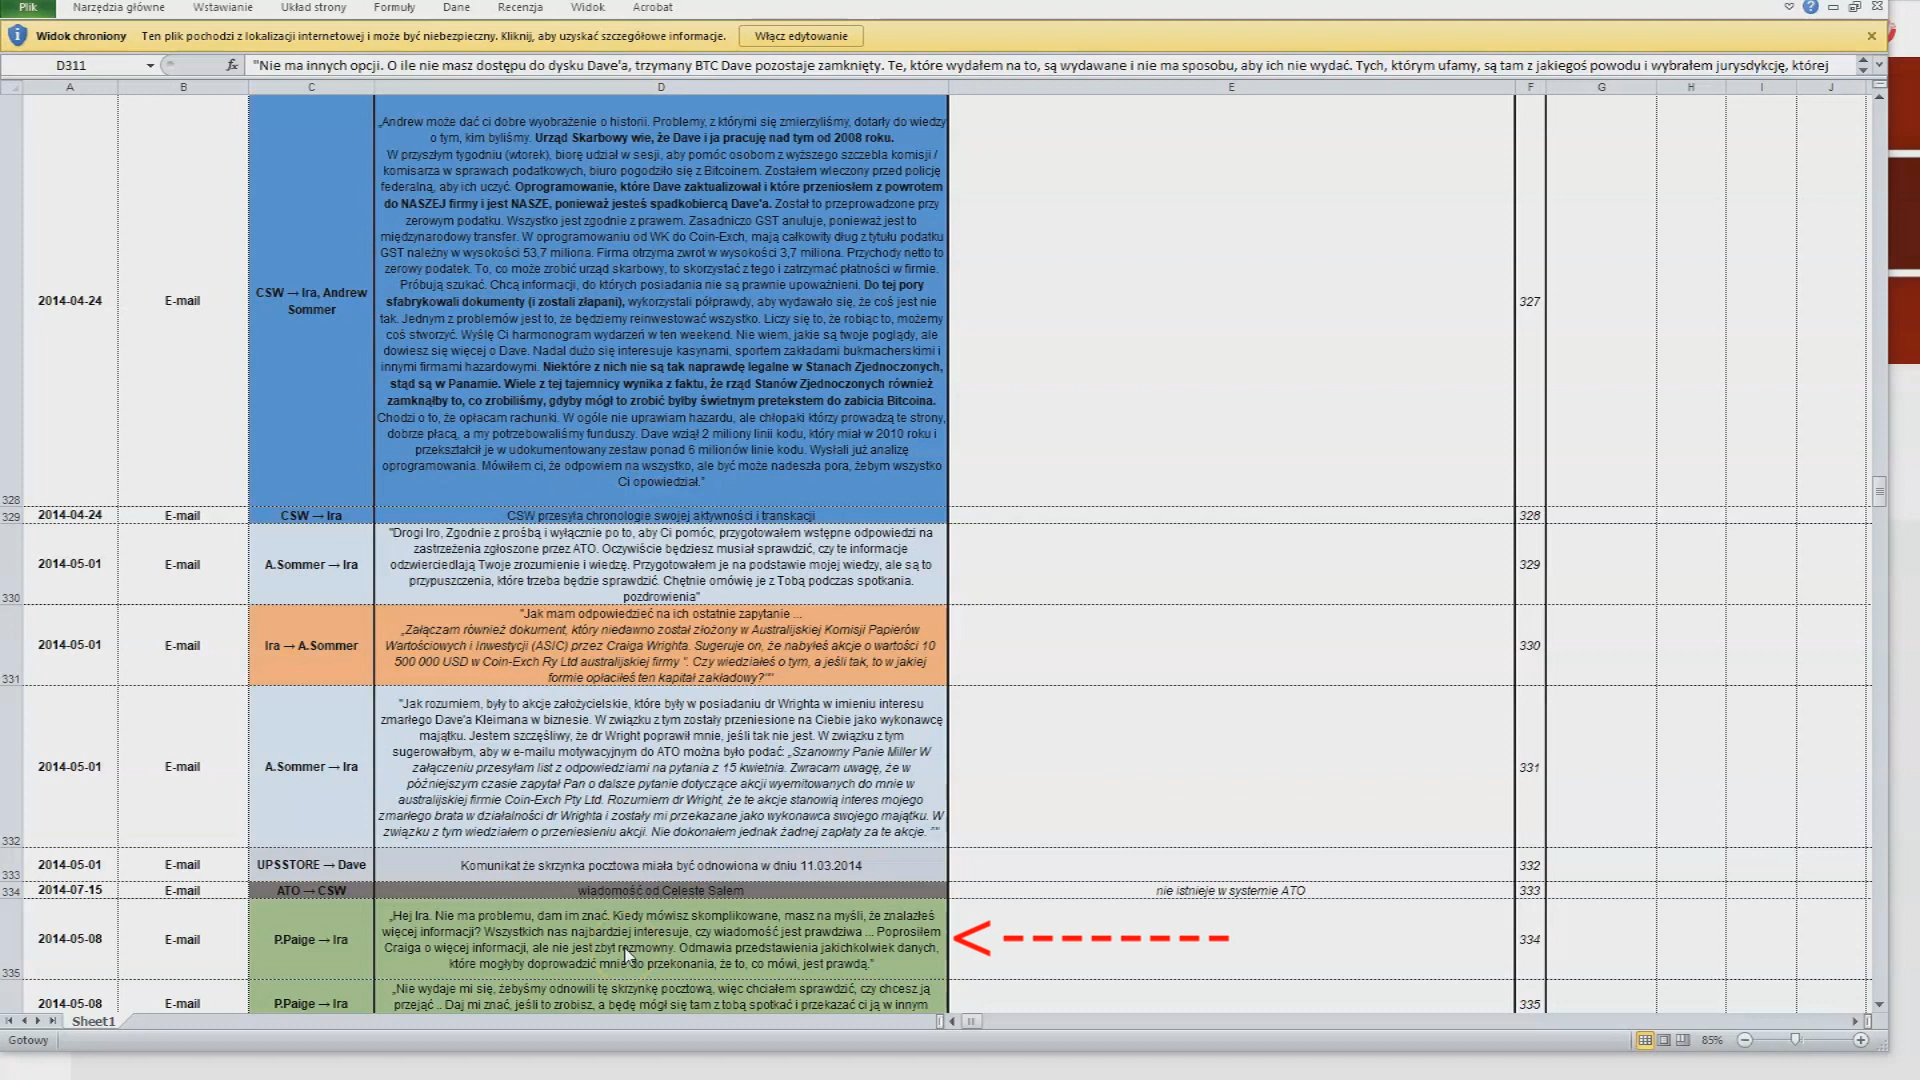 Plik Narzędzia główne Wstawianie Układ strony Formuły Dane Recenzja Widok Acrobat
Widok chroniony Ten plik pochodzi z lokalizacji internetowej i może być niebezpieczny. Kliknij, aby uzyskać szczegółowe informacje. Włącz edytowanie
D311 fx "Nie ma innych opcji. O ile nie masz dostępu do dysku Dave'a, trzymany BTC Dave pozostaje zamknięty. Te, które wydałem na to, są wydawane i nie ma sposobu, aby ich nie wydać. Tych, którym ufamy, są tam z jakiegoś powodu i wybrałem jurysdykcję, której
A B C D E F G H I J
„Andrew może dać ci dobre wyobrażenie o historii. Problemy, z którymi się zmierzyliśmy, dotarły do wiedzy
o tym, kim byliśmy. Urząd Skarbowy wie, że Dave i ja pracuję nad tym od 2008 roku.
W przyszłym tygodniu (wtorek), biorę udział w sesji, aby pomóc osobom z wyższego szczebla komisji /
komisarza w sprawach podatkowych, biuro pogodziło się z Bitcoinem. Zostałem wleczony przed policję
federalną, aby ich uczyć. Oprogramowanie, które Dave zaktualizował i które przeniosłem z powrotem
do NASZEJ firmy i jest NASZE, ponieważ jesteś spadkobiercą Dave'a. Został to przeprowadzone przy
zerowym podatku. Wszystko jest zgodnie z prawem. Zasadniczo GST anuluje, ponieważ jest to
międzynarodowy transfer. W oprogramowaniu od WK do Coin-Exch, mają całkowity dług z tytułu podatku
GST należny w wysokości 53,7 miliona. Firma otrzyma zwrot w wysokości 3,7 miliona. Przychody netto to
zerowy podatek. To, co może zrobić urząd skarbowy, to skorzystać z tego i zatrzymać płatności w firmie.
Próbują szukać. Chcą informacji, do których posiadania nie są prawnie upoważnieni. Do tej pory
sfabrykowali dokumenty (i zostali złapani), wykorzystali półprawdy, aby wydawało się, że coś jest nie
tak. Jednym z problemów jest to, że będziemy reinwestować wszystko. Liczy się to, że robiąc to, możemy
coś stworzyć. Wyślę Ci harmonogram wydarzeń w ten weekend. Nie wiem, jakie są twoje poglądy, ale
dowiesz się więcej o Dave. Nadal dużo się interesuje kasynami, sportem zakładami bukmacherskimi i
innymi firmami hazardowymi. Niektóre z nich nie są tak naprawdę legalne w Stanach Zjednoczonych,
stąd są w Panamie. Wiele z tej tajemnicy wynika z faktu, że rząd Stanów Zjednoczonych również
zamknąłby to, co zrobiliśmy, gdyby mógł to zrobić byłby świetnym pretekstem do zabicia Bitcoina.
Chodzi o to, że opłacam rachunki. W ogóle nie uprawiam hazardu, ale chłopaki którzy prowadzą te strony,
dobrze płacą, a my potrzebowaliśmy funduszy. Dave wziął 2 miliony linii kodu, który miał w 2010 roku i
przekształcił je w udokumentowany zestaw ponad 6 milionów linie kodu. Wysłali już analizę
oprogramowania. Mówiłem ci, że odpowiem na wszystko, ale być może nadeszła pora, żebym wszystko
Ci opowiedział."
328 2014-04-24 E-mail CSW → Ira, Andrew
Sommer 327
329 2014-04-24 E-mail CSW → Ira CSW przesyła chronologie swojej aktywności i transkacji 328
330 2014-05-01 E-mail A.Sommer → Ira 329
"Drogi Iro, Zgodnie z prośbą i wyłącznie po to, aby Ci pomóc, przygotowałem wstępne odpowiedzi na
zastrzeżenia zgłoszone przez ATO. Oczywiście będziesz musiał sprawdzić, czy te informacje
odzwierciedlają Twoje zrozumienie i wiedzę. Przygotowałem je na podstawie mojej wiedzy, ale są to
przypuszczenia, które trzeba będzie sprawdzić. Chętnie omówię je z Tobą podczas spotkania.
pozdrowienia"
331 2014-05-01 E-mail Ira → A.Sommer 330
"Jak mam odpowiedzieć na ich ostatnie zapytanie ...
„Załączam również dokument, który niedawno został złożony w Australijskiej Komisji Papierów
Wartościowych i Inwestycji (ASIC) przez Craiga Wrighta. Sugeruje on, że nabyłeś akcje o wartości 10
500 000 USD w Coin-Exch Ry Ltd australijskiej firmy ". Czy wiedziałeś o tym, a jeśli tak, to w jakiej
formie opłaciłeś ten kapitał zakładowy?""
332 2014-05-01 E-mail A.Sommer → Ira 331
"Jak rozumiem, były to akcje założycielskie, które były w posiadaniu dr Wrighta w imieniu interesu
zmarłego Dave'a Kleimana w biznesie. W związku z tym zostały przeniesione na Ciebie jako wykonawcę
majątku. Jestem szczęśliwy, że dr Wright poprawił mnie, jeśli tak nie jest. W związku z tym
sugerowałbym, aby w e-mailu motywacyjnym do ATO można było podać: „Szanowny Panie Miller W
załączeniu przesyłam list z odpowiedziami na pytania z 15 kwietnia. Zwracam uwagę, że w
późniejszym czasie zapytał Pan o dalsze pytanie dotyczące akcji wyemitowanych do mnie w
australijskiej firmie Coin-Exch Pty Ltd. Rozumiem dr Wright, że te akcje stanowią interes mojego
zmarłego brata w działalności dr Wrighta i zostały mi przekazane jako wykonawca swojego majątku. W
związku z tym wiedziałem o przeniesieniu akcji. Nie dokonałem jednak żadnej zapłaty za te akcje. ""
333 2014-05-01 E-mail UPSSTORE → Dave Komunikat że skrzynka pocztowa miała być odnowiona w dniu 11.03.2014 332
334 2014-07-15 E-mail ATO → CSW wiadomość od Celeste Salem nie istnieje w systemie ATO 333
335 2014-05-08 E-mail P.Paige → Ira 334
„Hej Ira. Nie ma problemu, dam im znać. Kiedy mówisz skomplikowane, masz na myśli, że znalazłeś
więcej informacji? Wszystkich nas najbardziej interesuje, czy wiadomość jest prawdziwa ... Poprosiłem
Craiga o więcej informacji, ale nie jest zbyt rozmowny. Odmawia przedstawienia jakichkolwiek danych,
które mogłyby doprowadzić mnie do przekonania, że to, co mówi, jest prawdą."
2014-05-08 E-mail P.Paige → Ira 335
„Nie wydaje mi się, żebyśmy odnowili tę skrzynkę pocztową, więc chciałem sprawdzić, czy chcesz ją
przejąć .. Daj mi znać, jeśli to zrobisz, a będę mógł się tam z tobą spotkać i przekazać ci ją w innym
Sheet1
Gotowy 85%